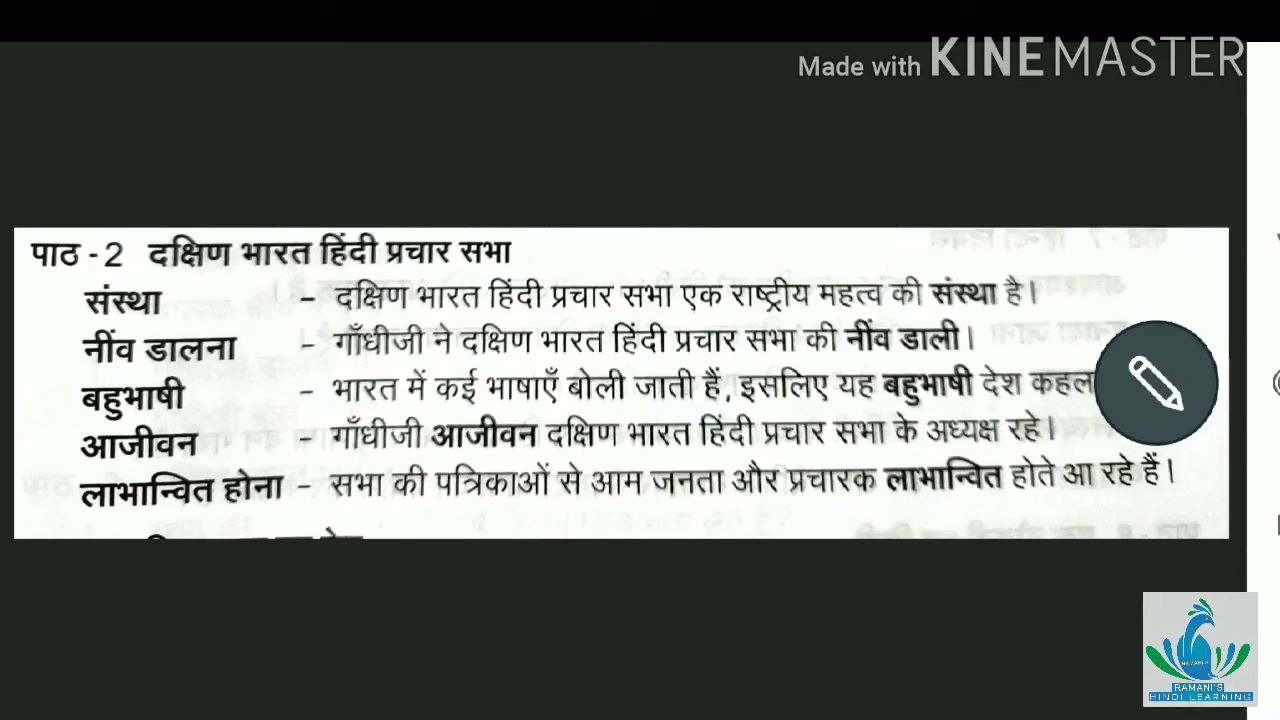 Made with KINEMASTER
पाठ - 2 दक्षिण भारत हिंदी प्रचार सभा
संस्था – दक्षिण भारत हिंदी प्रचार सभा एक राष्ट्रीय महत्व की संस्था है।
नींव डालना – गाँधीजी ने दक्षिण भारत हिंदी प्रचार सभा की नींव डाली।
बहुभाषी – भारत में कई भाषाएँ बोली जाती हैं, इसलिए यह बहुभाषी देश
आजीवन – गाँधीजी आजीवन दक्षिण भारत हिंदी प्रचार सभा के अध्यक्ष रहे।
लाभान्वित होना – सभा की पत्रिकाओं से आम जनता और प्रचारक लाभान्वित होते आ रहे हैं।
RAMANI'S
HINDI LEARNING